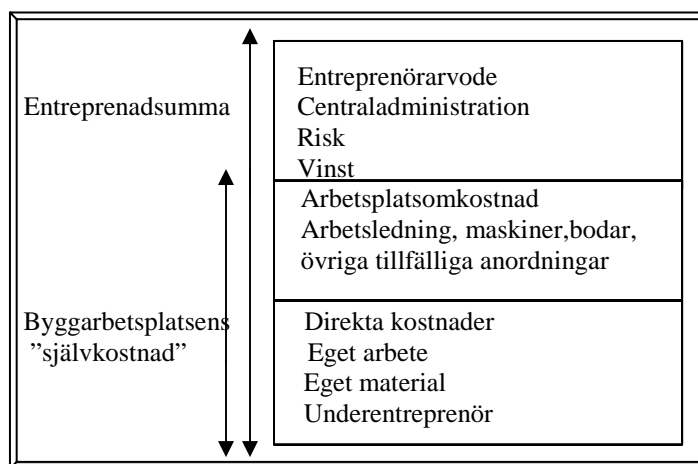 Entreprenörarvode
Entreprenadsumma
Centraladministration
Risk
Vinst
Arbetsplatsomkostnad
Arbetsledning, maskiner,bodar,
övriga tillfälliga anordningar
Byggarbetsplatsens
”självkostnad”
Direkta kostnader
Eget arbete
Eget material
Underentreprenör